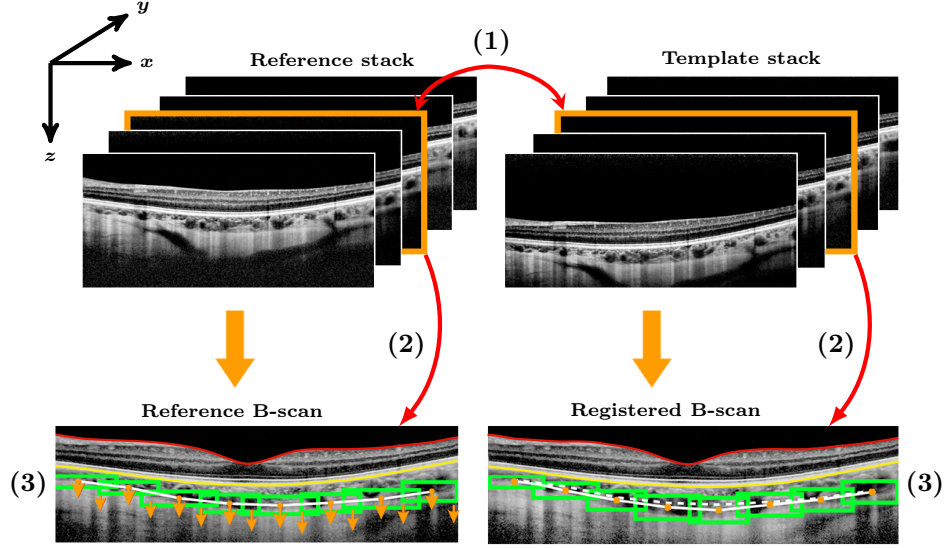 y
(1)
Reference stack
Template stack
x
z
(2)
(2)
Reference B-scan
Registered B-scan
(3)
(3)